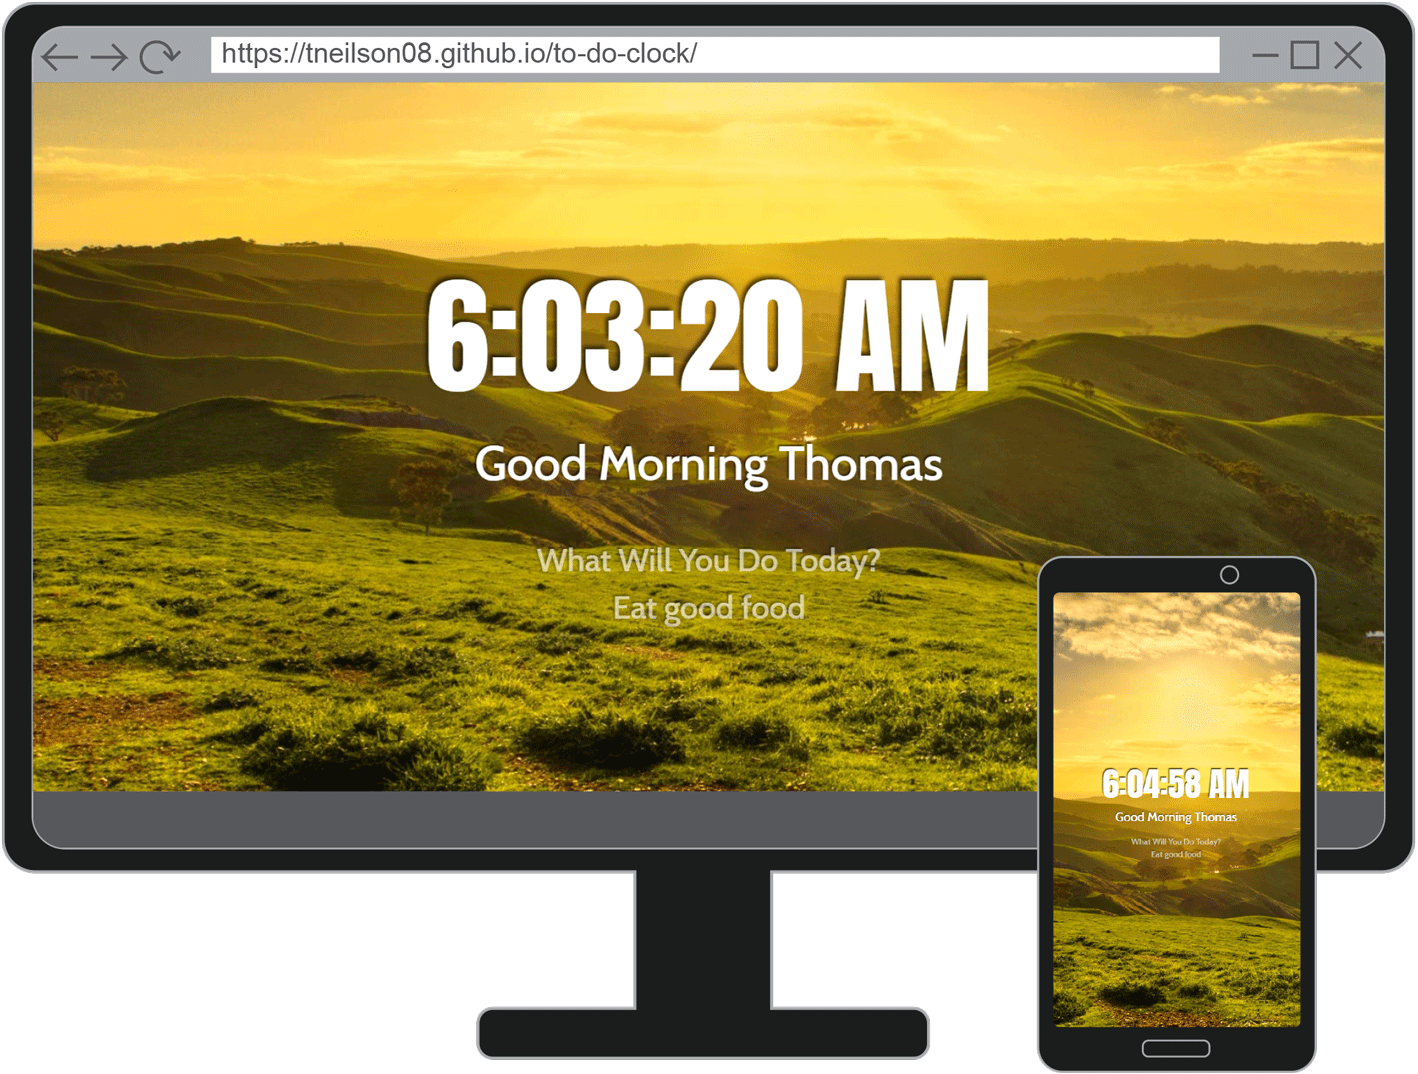 https://tneilson08.github.io/to-do-clock/
6:03:20 AM
Good Morning Thomas
What Will You Do Today?
Eat good food
6:04:58 AM
Good Morning Thomas
What Will You Do Today?
Eat good food